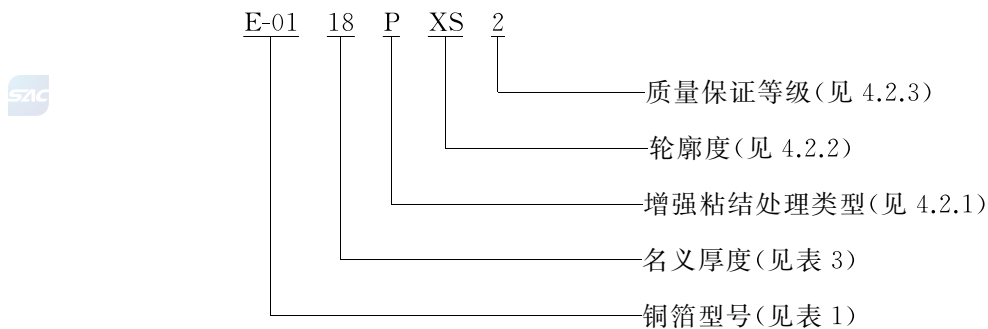 E-01 18 P XS 2
SAC
质量保证等级(见 4.2.3)
轮廓度(见 4.2.2)
增强粘结处理类型(见 4.2.1)
名义厚度(见表 3)
铜箔型号(见表 1)